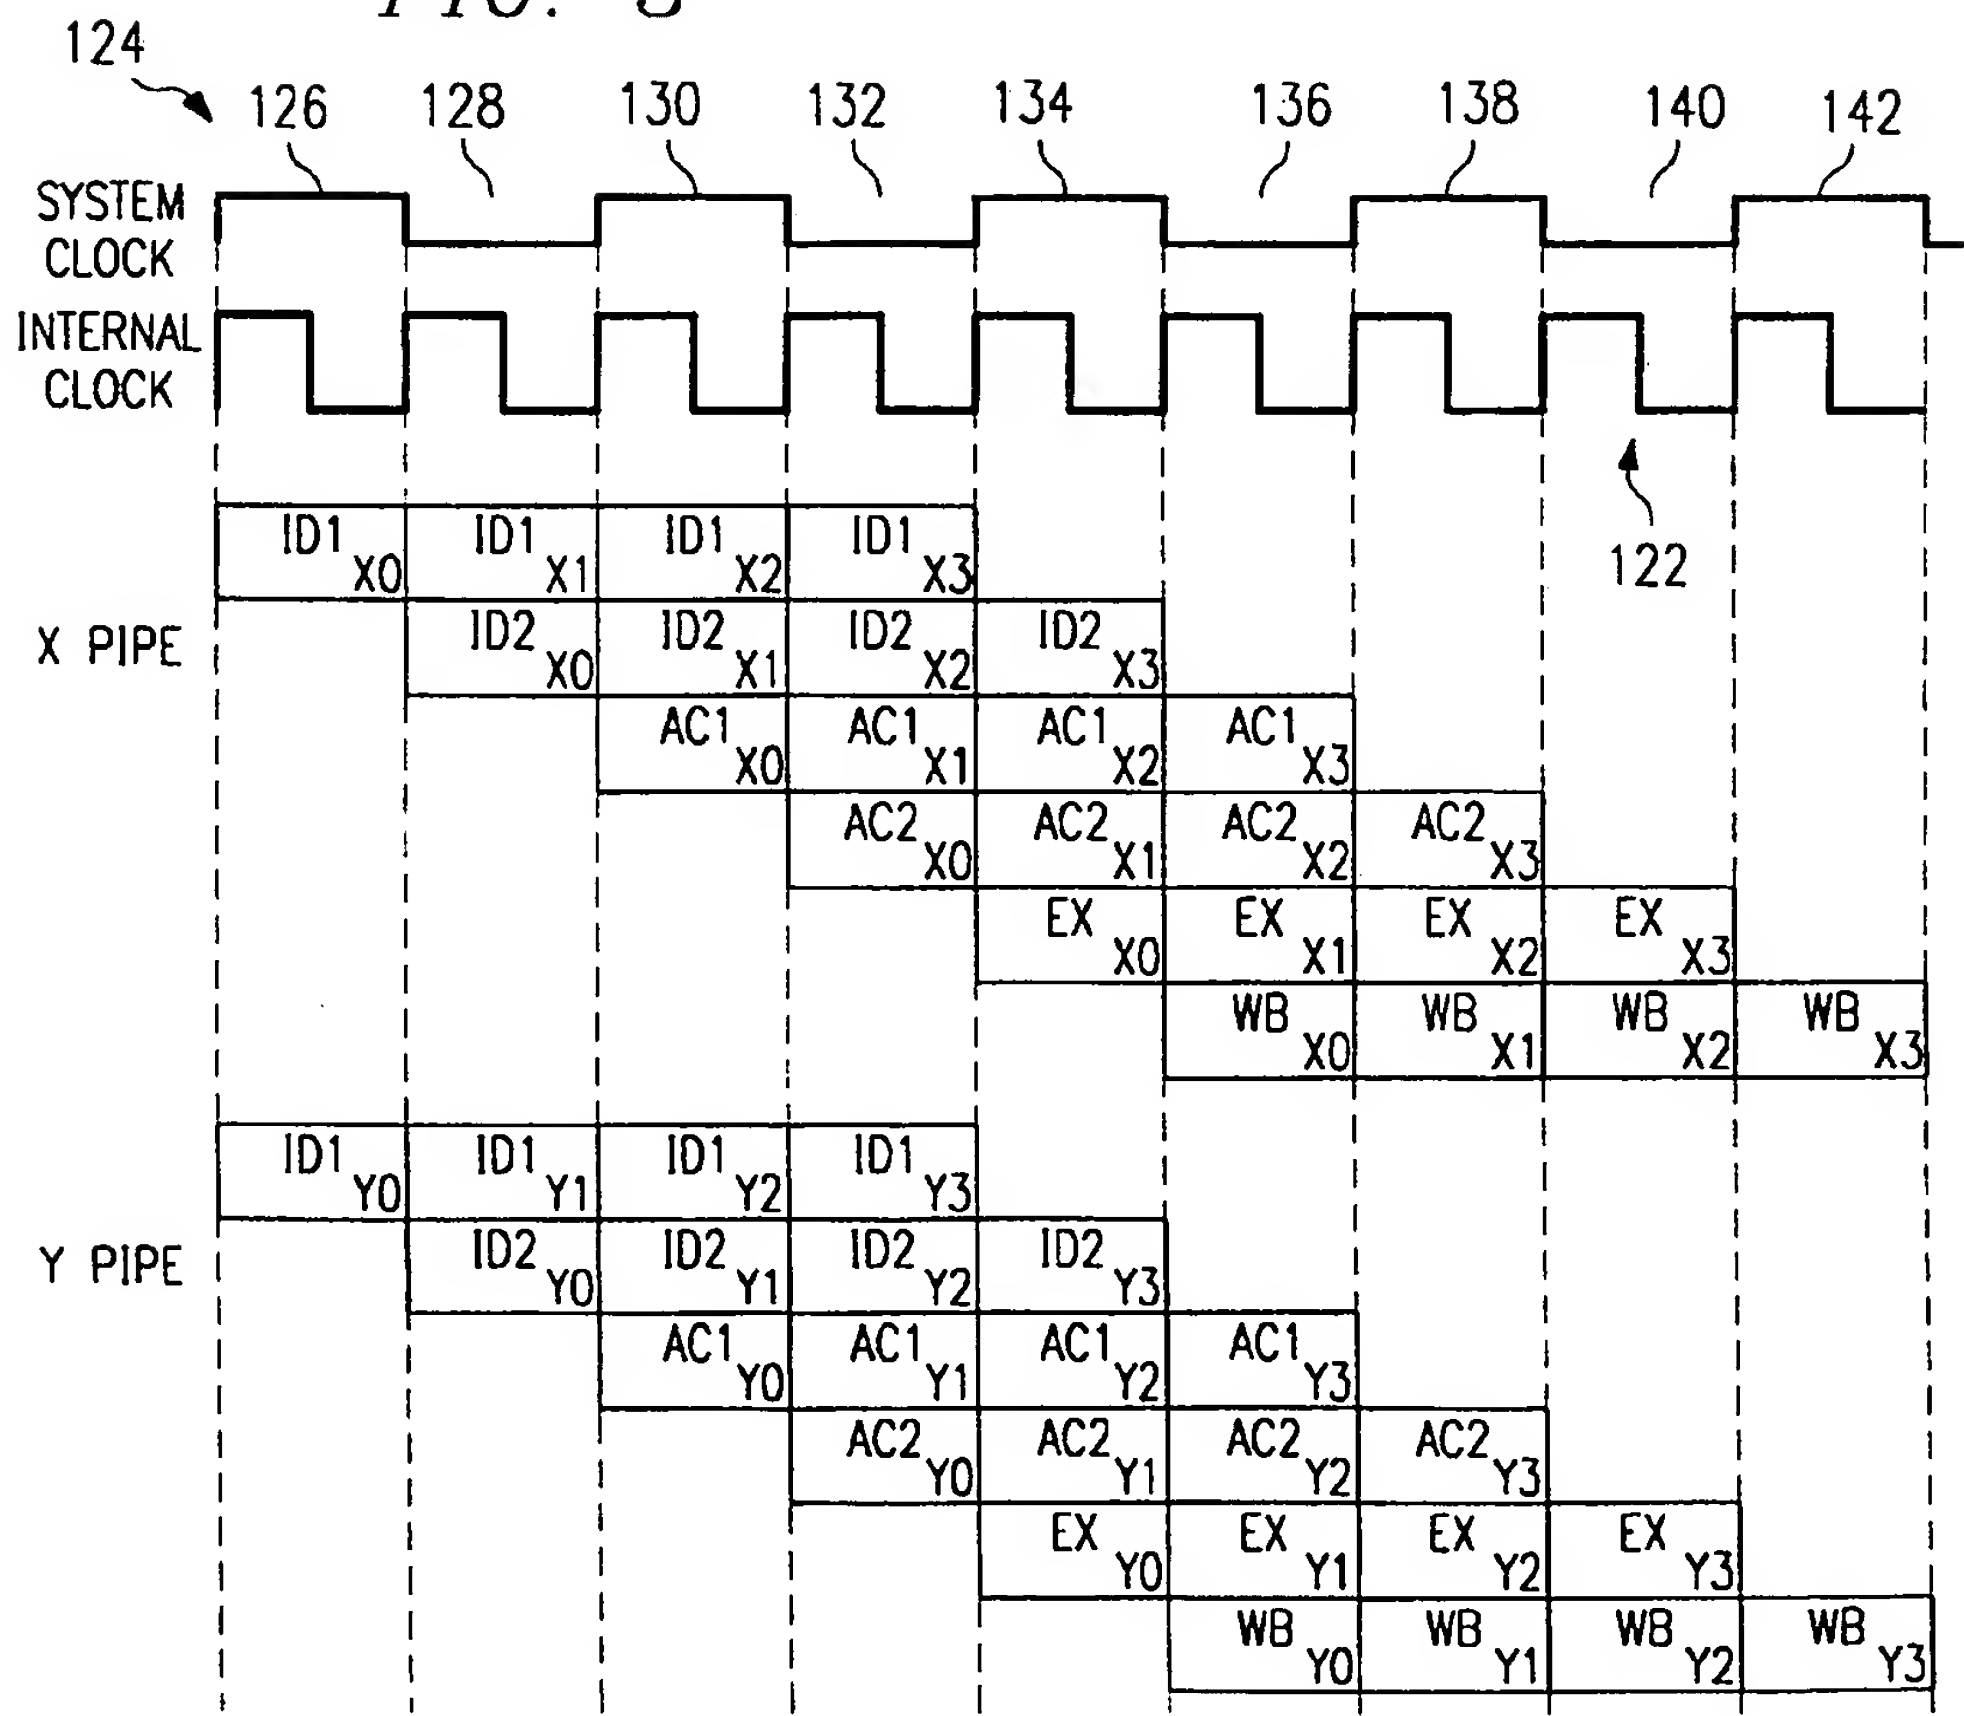 124
126 128 130 132 134 136 138 140 142
SYSTEM
CLOCK
INTERNAL
CLOCK
122
ID1 X0 ID1 X1 ID1 X2 ID1 X3
X PIPE
ID2 X0 ID2 X1 ID2 X2 ID2 X3
AC1 X0 AC1 X1 AC1 X2 AC1 X3
AC2 X0 AC2 X1 AC2 X2 AC2 X3
EX X0 EX X1 EX X2 EX X3
WB X0 WB X1 WB X2 WB X3
ID1 Y0 ID1 Y1 ID1 Y2 ID1 Y3
Y PIPE
ID2 Y0 ID2 Y1 ID2 Y2 ID2 Y3
AC1 Y0 AC1 Y1 AC1 Y2 AC1 Y3
AC2 Y0 AC2 Y1 AC2 Y2 AC2 Y3
EX Y0 EX Y1 EX Y2 EX Y3
WB Y0 WB Y1 WB Y2 WB Y3